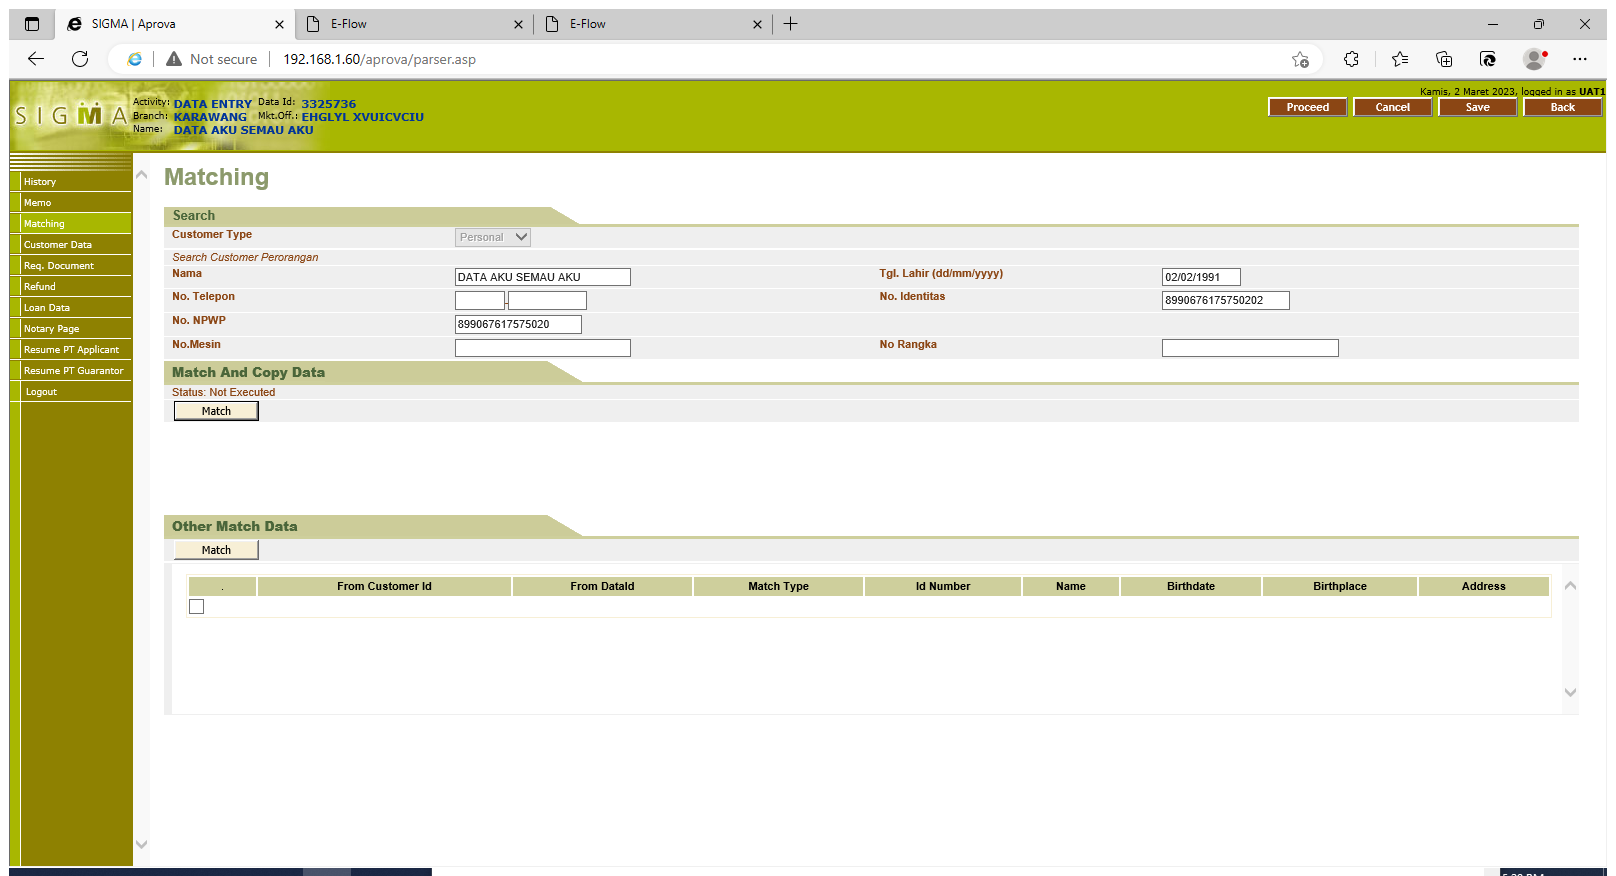 SIGMA | Aprova
E-Flow
E-Flow
Not secure
192.168.1.60/aprova/parser.asp
SIGMA
Activity: DATA ENTRY Data Id: 3325736
Branch: KARAWANG Mkt.Off.: EHGLYL XVUICVCIU
Name: DATA AKU SEMAU AKU
Kamis, 2 Maret 2023, logged in as UAT1
Proceed Cancel Save Back
History
Memo
Matching
Customer Data
Req. Document
Refund
Loan Data
Notary Page
Resume PT Applicant
Resume PT Guarantor
Logout
Matching
Search
Customer Type Personal
Search Customer Perorangan
Nama DATA AKU SEMAU AKU Tgl. Lahir (dd/mm/yyyy) 02/02/1991
No. Telepon - No. Identitas 8990676175750202
No. NPWP 899067617575020
No.Mesin No Rangka
Match And Copy Data
Status: Not Executed
Match
Other Match Data
Match
. From Customer Id From DataId Match Type Id Number Name Birthdate Birthplace Address